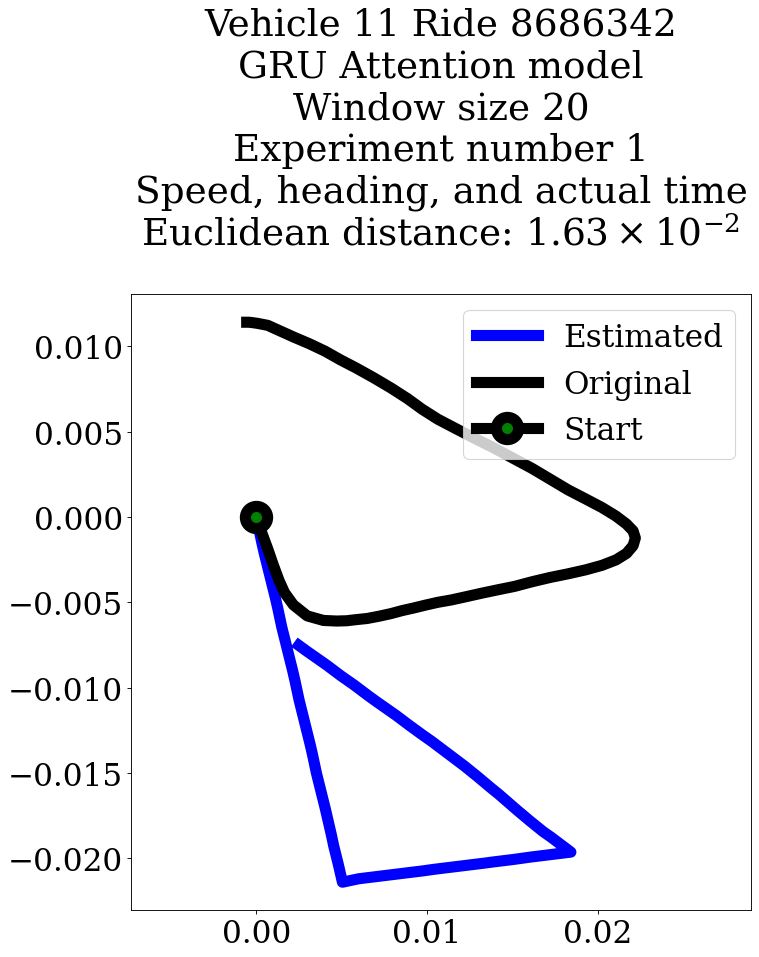 Vehicle 11 Ride 8686342
GRU Attention model
Window size 20
Experiment number 1
Speed, heading, and actual time
Euclidean distance: 1.63 × 10⁻²
Estimated
Original
Start
0.010
0.005
0.000
−0.005
−0.010
−0.015
−0.020
0.00 0.01 0.02